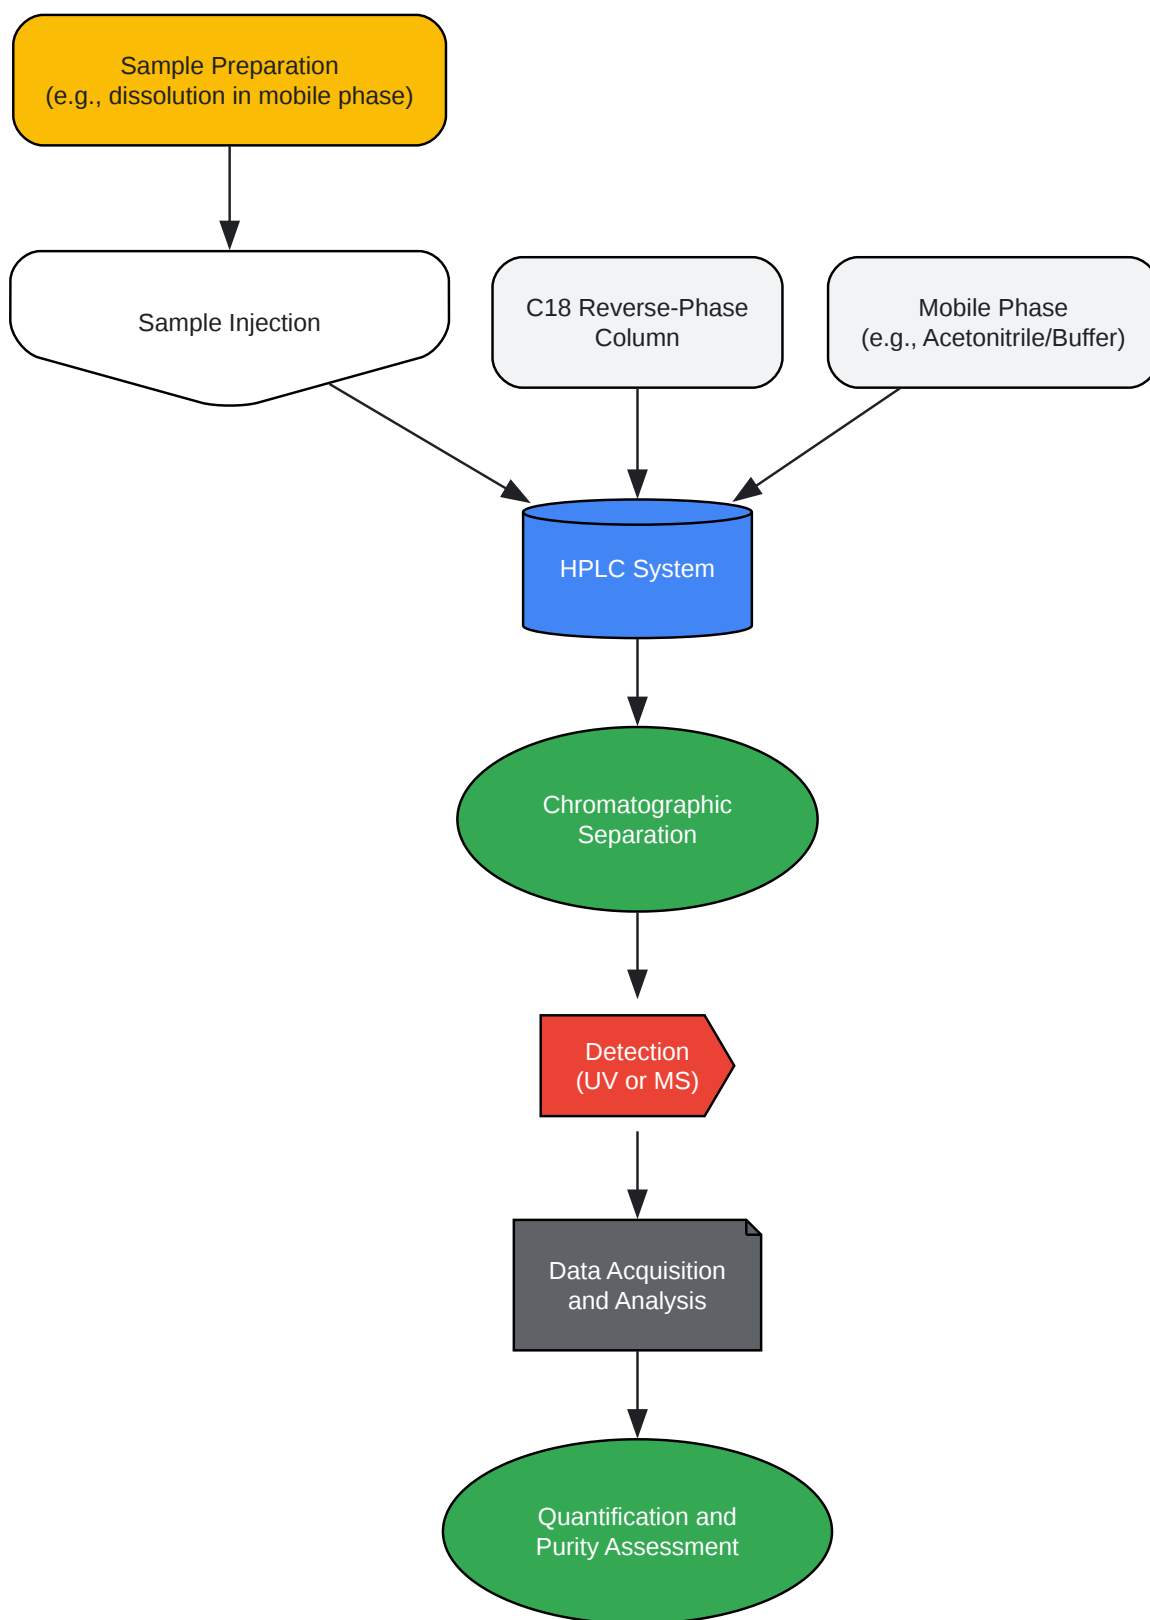 Sample Preparation
(e.g., dissolution in mobile phase)
Sample Injection
C18 Reverse-Phase
Column
Mobile Phase
(e.g., Acetonitrile/Buffer)
HPLC System
Chromatographic
Separation
Detection
(UV or MS)
Data Acquisition
and Analysis
Quantification and
Purity Assessment